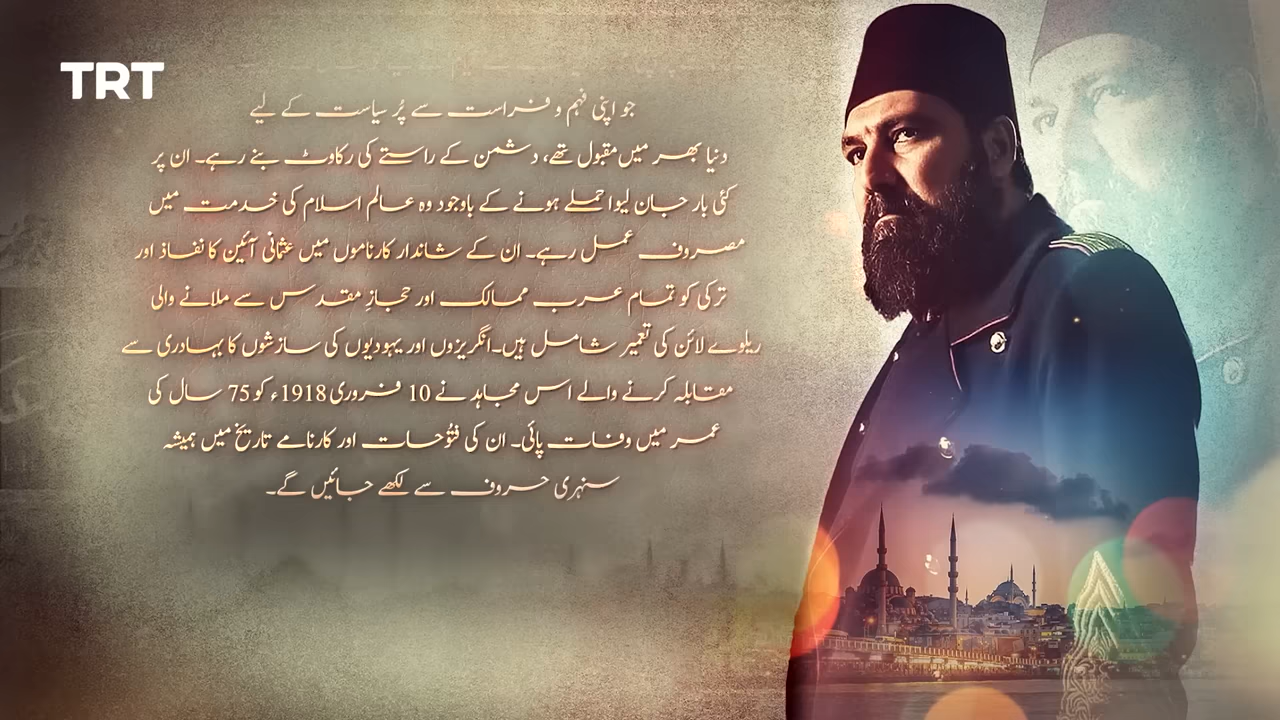 TRT
جو اپنی فہم و فراست سے پُر سیاست کے لیے
دنیا بھر میں مقبول تھے، دشمن کے راستے کی رکاوٹ بنے رہے۔ ان پر
کئی بار جان لیوا حملے ہونے کے باوجود وہ عالم اسلام کی خدمت میں
مصروف عمل رہے۔ ان کے شاندار کارناموں میں عثمانی آئین کا نفاذ اور
ترکی کو تمام عرب ممالک اور حجازِ مقدس سے ملانے والی
ریلوے لائن کی تعمیر شامل ہیں۔انگریزوں اور یہودیوں کی سازشوں کا بہادری سے
مقابلہ کرنے والے اس مجاہد نے 10 فروری 1918ء کو 75 سال کی
عمر میں وفات پائی۔ ان کی فتُوحات اور کارنامے تاریخ میں ہمیشہ
سنہری حروف سے لکھے جائیں گے۔